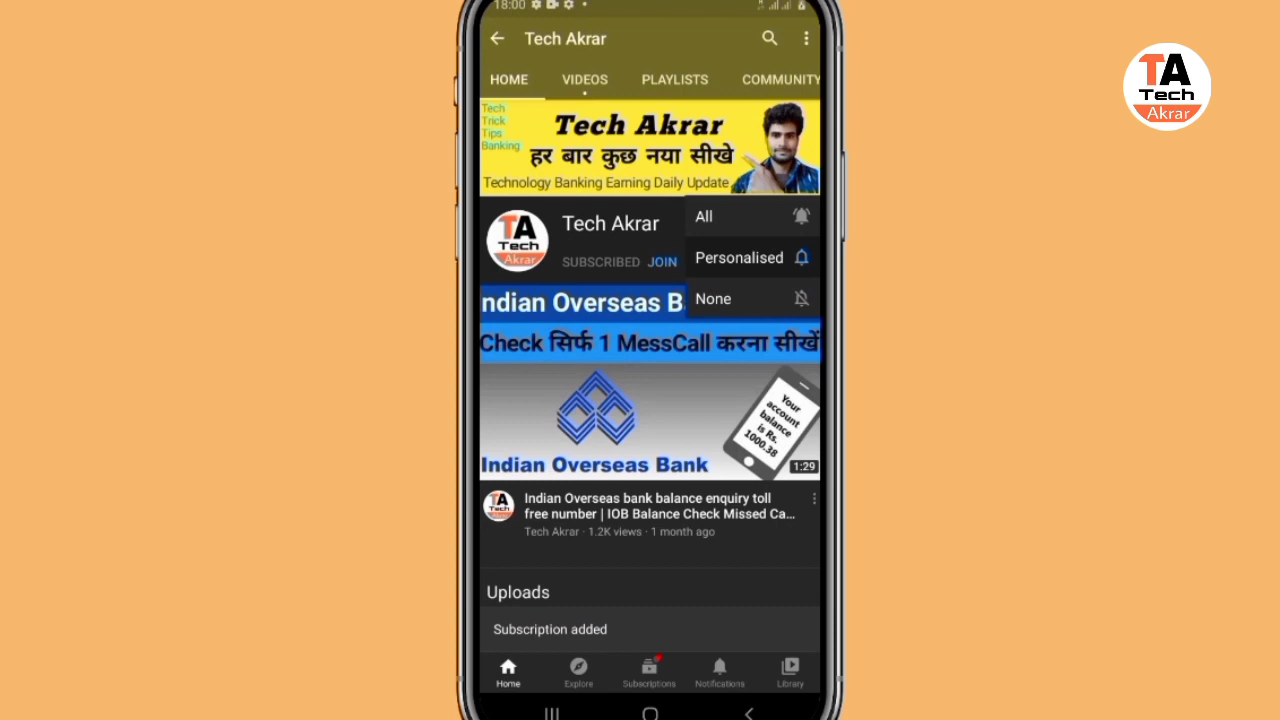 18:00
Tech Akrar
HOME VIDEOS PLAYLISTS COMMUNITY
Tech
Trick
Tips
Banking
Tech Akrar
हर बार कुछ नया सीखे
Technology Banking Earning Daily Update
TA
Tech
Akrar
Tech Akrar
SUBSCRIBED JOIN
All
Personalised
None
ndian Overseas B
Check सिर्फ 1 MessCall करना सीखें
Your
account
balance
is Rs.
1000.38
Indian Overseas Bank
1:29
TA
Tech
Akrar
Indian Overseas bank balance enquiry toll
free number | IOB Balance Check Missed Ca...
Tech Akrar · 1.2K views · 1 month ago
Uploads
Subscription added
Home Explore Subscriptions Notifications Library
TA
Tech
Akrar